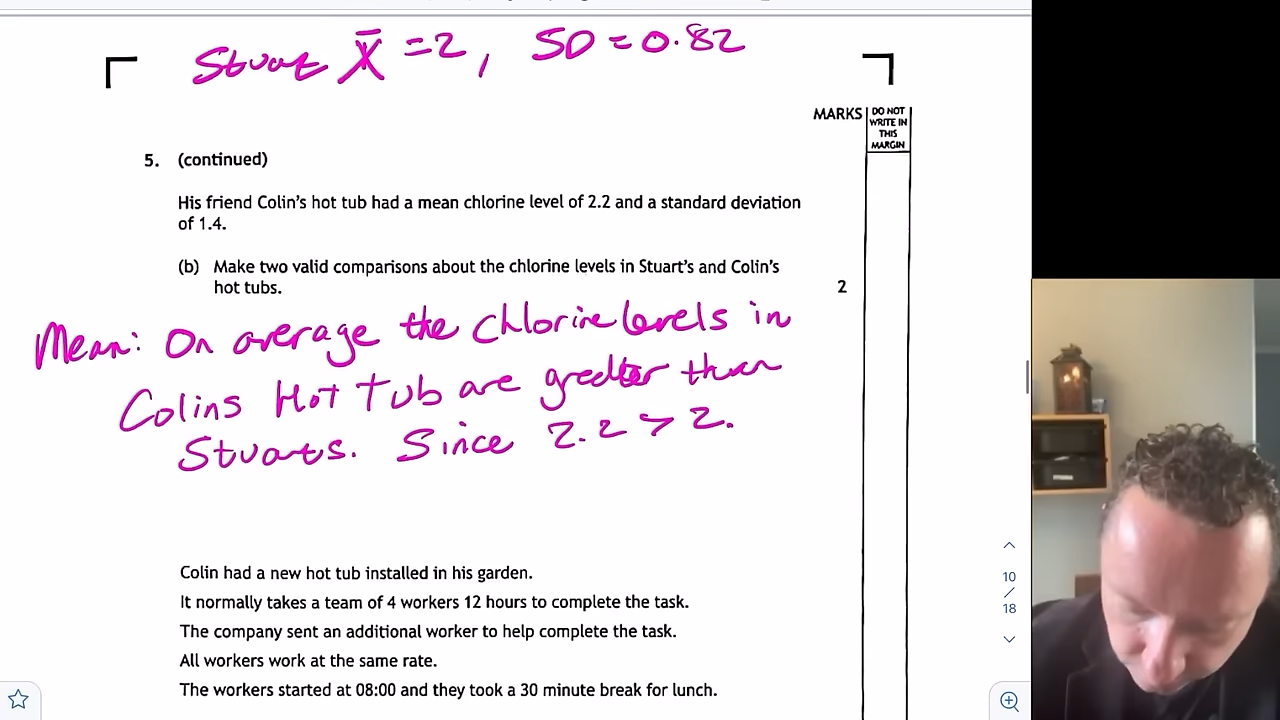 Stuart X̄ = 2, SD = 0.82
MARKS
DO NOT
WRITE IN
THIS
MARGIN
5. (continued)
His friend Colin's hot tub had a mean chlorine level of 2.2 and a standard deviation
of 1.4.
(b) Make two valid comparisons about the chlorine levels in Stuart's and Colin's
hot tubs.
2
Mean: On average the Chlorine levels in
Colins Hot Tub are greater than
Stuarts. Since 2.2 > 2.
Colin had a new hot tub installed in his garden.
It normally takes a team of 4 workers 12 hours to complete the task.
The company sent an additional worker to help complete the task.
All workers work at the same rate.
The workers started at 08:00 and they took a 30 minute break for lunch.
10
/
18